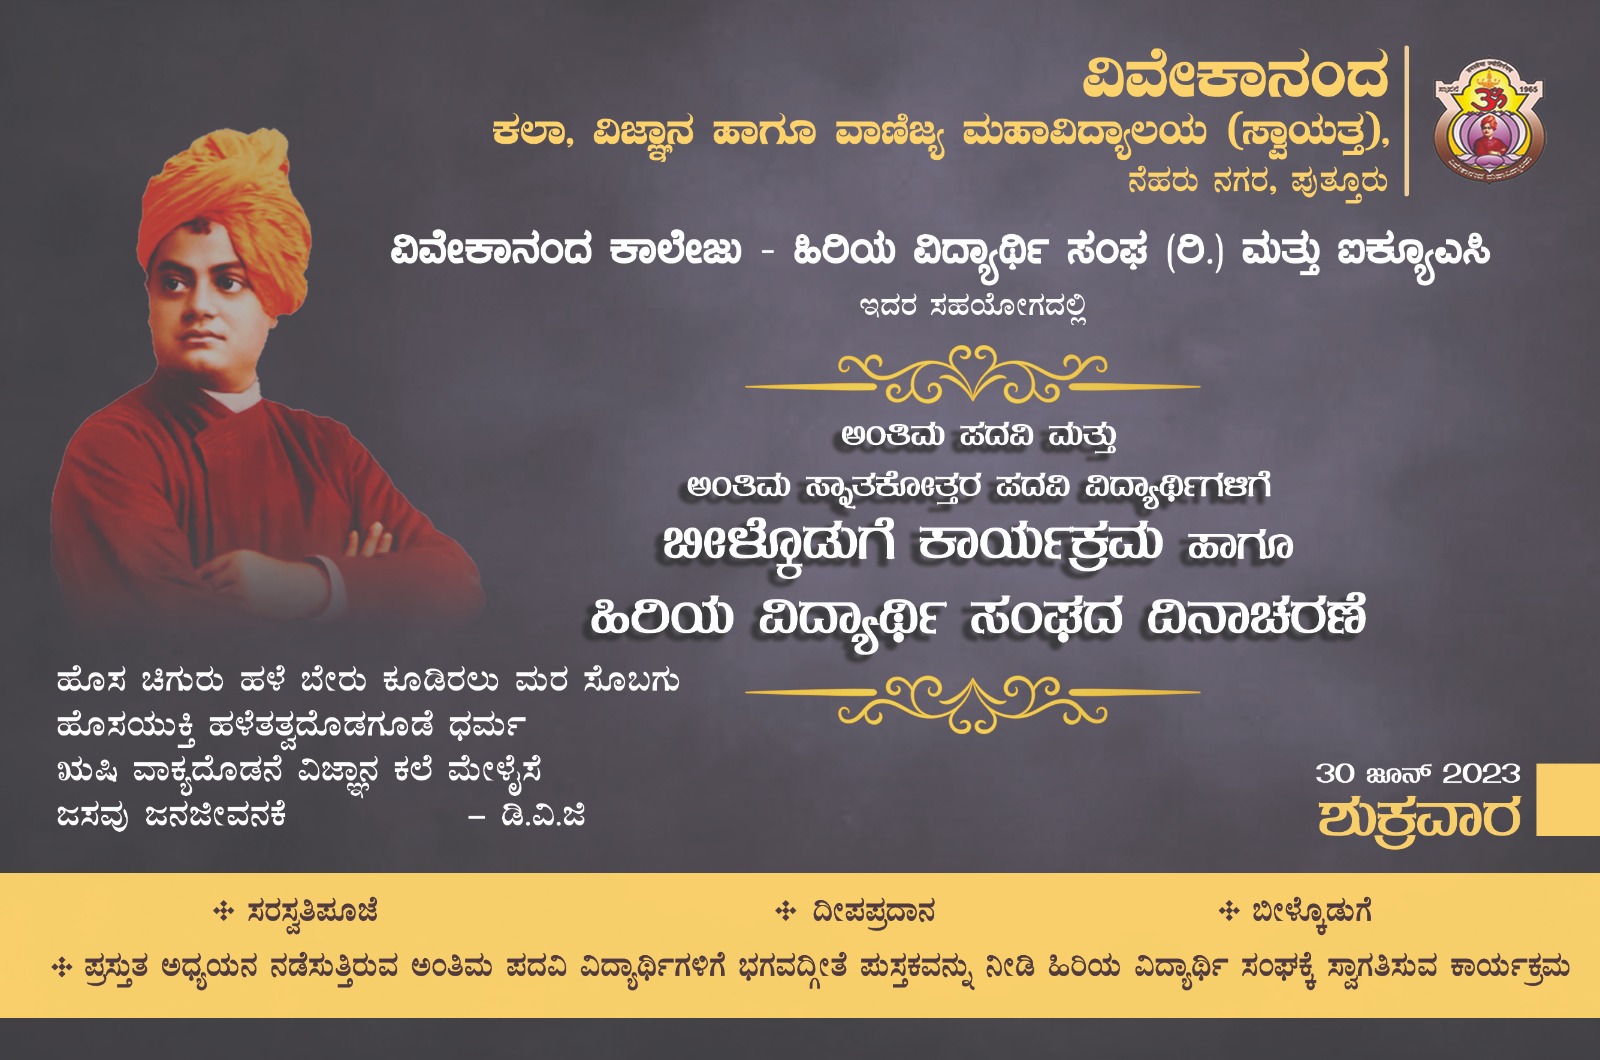 ವಿವೇಕಾನಂದ
ಕಲಾ, ವಿಜ್ಞಾನ ಹಾಗೂ ವಾಣಿಜ್ಯ ಮಹಾವಿದ್ಯಾಲಯ (ಸ್ವಾಯತ್ತ),
ನೆಹರು ನಗರ, ಪುತ್ತೂರು
1965
ವಿವೇಕಾನಂದ ಕಾಲೇಜು - ಹಿರಿಯ ವಿದ್ಯಾರ್ಥಿ ಸಂಘ (ರಿ.) ಮತ್ತು ಐಕ್ಯೂಎಸಿ
ಇದರ ಸಹಯೋಗದಲ್ಲಿ
ಅಂತಿಮ ಪದವಿ ಮತ್ತು
ಅಂತಿಮ ಸ್ನಾತಕೋತ್ತರ ಪದವಿ ವಿದ್ಯಾರ್ಥಿಗಳಿಗೆ
ಬೀಳ್ಕೊಡುಗೆ ಕಾರ್ಯಕ್ರಮ ಹಾಗೂ
ಹಿರಿಯ ವಿದ್ಯಾರ್ಥಿ ಸಂಘದ ದಿನಾಚರಣೆ
ಹೊಸ ಚಿಗುರು ಹಳೆ ಬೇರು ಕೂಡಿರಲು ಮರ ಸೊಬಗು
ಹೊಸಯುಕ್ತಿ ಹಳೆತತ್ವದೊಡಗೂಡೆ ಧರ್ಮ
ಋಷಿ ವಾಕ್ಯದೊಡನೆ ವಿಜ್ಞಾನ ಕಲೆ ಮೇಳೈಸೆ
ಜಸವು ಜನಜೀವನಕೆ – ಡಿ.ವಿ.ಜಿ
30 ಜೂನ್ 2023
ಶುಕ್ರವಾರ
ಸರಸ್ವತಿಪೂಜೆ ದೀಪಪ್ರದಾನ ಬೀಳ್ಕೊಡುಗೆ
ಪ್ರಸ್ತುತ ಅಧ್ಯಯನ ನಡೆಸುತ್ತಿರುವ ಅಂತಿಮ ಪದವಿ ವಿದ್ಯಾರ್ಥಿಗಳಿಗೆ ಭಗವದ್ಗೀತೆ ಪುಸ್ತಕವನ್ನು ನೀಡಿ ಹಿರಿಯ ವಿದ್ಯಾರ್ಥಿ ಸಂಘಕ್ಕೆ ಸ್ವಾಗತಿಸುವ ಕಾರ್ಯಕ್ರಮ